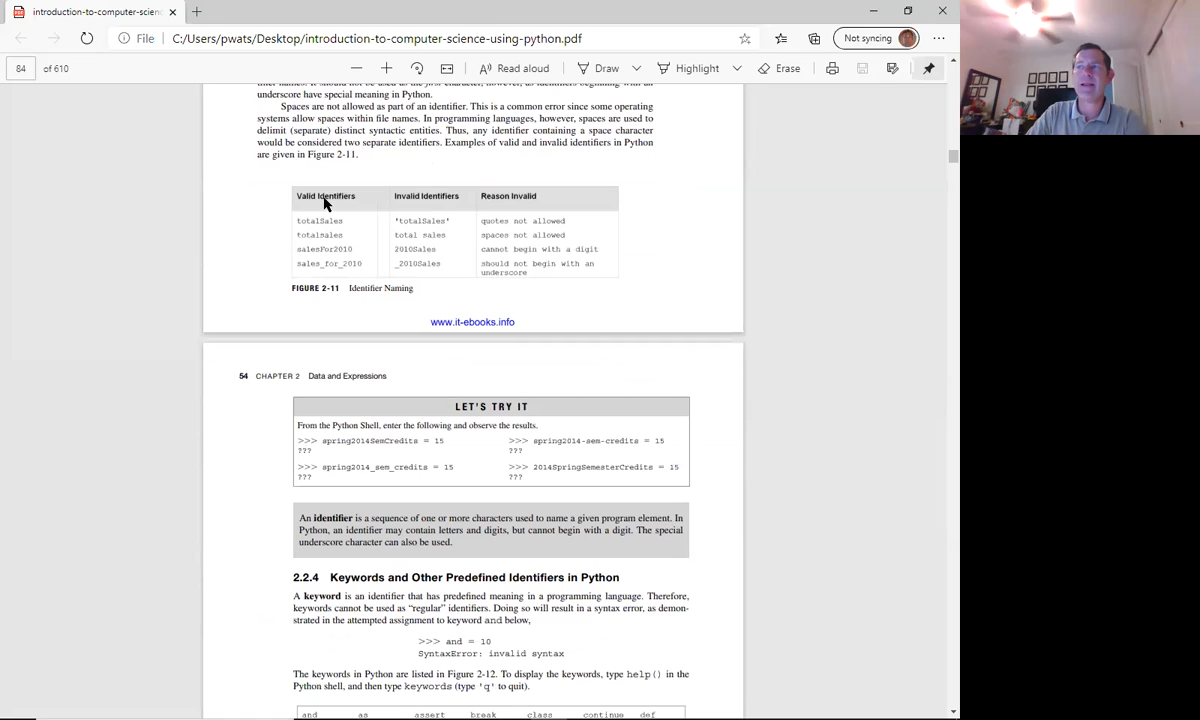 introduction-to-computer-scienc
File
C:/Users/pwats/Desktop/introduction-to-computer-science-using-python.pdf
Not syncing
84 of 610
Read aloud
Draw
Highlight
Erase
underscore have special meaning in Python.
Spaces are not allowed as part of an identifier. This is a common error since some operating
systems allow spaces within file names. In programming languages, however, spaces are used to
delimit (separate) distinct syntactic entities. Thus, any identifier containing a space character
would be considered two separate identifiers. Examples of valid and invalid identifiers in Python
are given in Figure 2-11.
Valid Identifiers Invalid Identifiers Reason Invalid
totalSales 'totalSales' quotes not allowed
totalsales total sales spaces not allowed
salesFor2010 2010Sales cannot begin with a digit
sales_for_2010 _2010Sales should not begin with an
underscore
FIGURE 2-11 Identifier Naming
www.it-ebooks.info
54 CHAPTER 2 Data and Expressions
LET'S TRY IT
From the Python Shell, enter the following and observe the results.
>>> spring2014SemCredits = 15 >>> spring2014-sem-credits = 15
??? ???
>>> spring2014_sem_credits = 15 >>> 2014SpringSemesterCredits = 15
??? ???
An identifier is a sequence of one or more characters used to name a given program element. In
Python, an identifier may contain letters and digits, but cannot begin with a digit. The special
underscore character can also be used.
2.2.4 Keywords and Other Predefined Identifiers in Python
A keyword is an identifier that has predefined meaning in a programming language. Therefore,
keywords cannot be used as “regular” identifiers. Doing so will result in a syntax error, as demon-
strated in the attempted assignment to keyword and below,
>>> and = 10
SyntaxError: invalid syntax
The keywords in Python are listed in Figure 2-12. To display the keywords, type help() in the
Python shell, and then type keywords (type 'q' to quit).
and as assert break class continue def